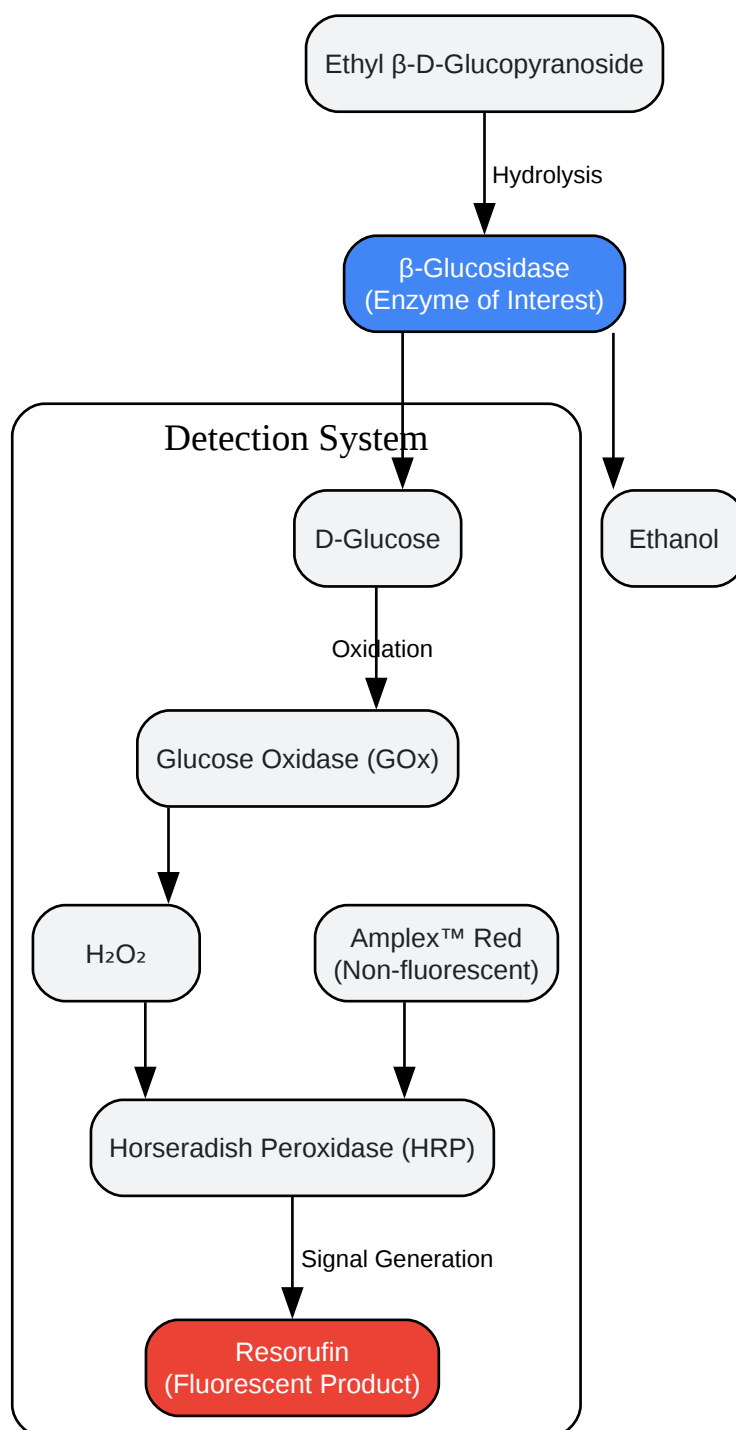 Ethyl β-D-Glucopyranoside
Hydrolysis
β-Glucosidase
(Enzyme of Interest)
Detection System
D-Glucose
Ethanol
Oxidation
Glucose Oxidase (GOx)
H₂O₂
Amplex™ Red
(Non-fluorescent)
Horseradish Peroxidase (HRP)
Signal Generation
Resorufin
(Fluorescent Product)